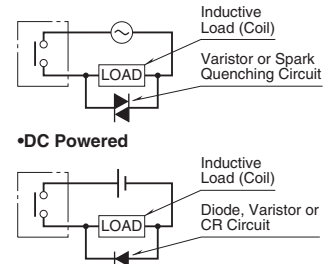 Inductive
Load (Coil)
LOAD
Varistor or Spark
Quenching Circuit
•DC Powered
Inductive
Load (Coil)
LOAD
Diode, Varistor or
CR Circuit